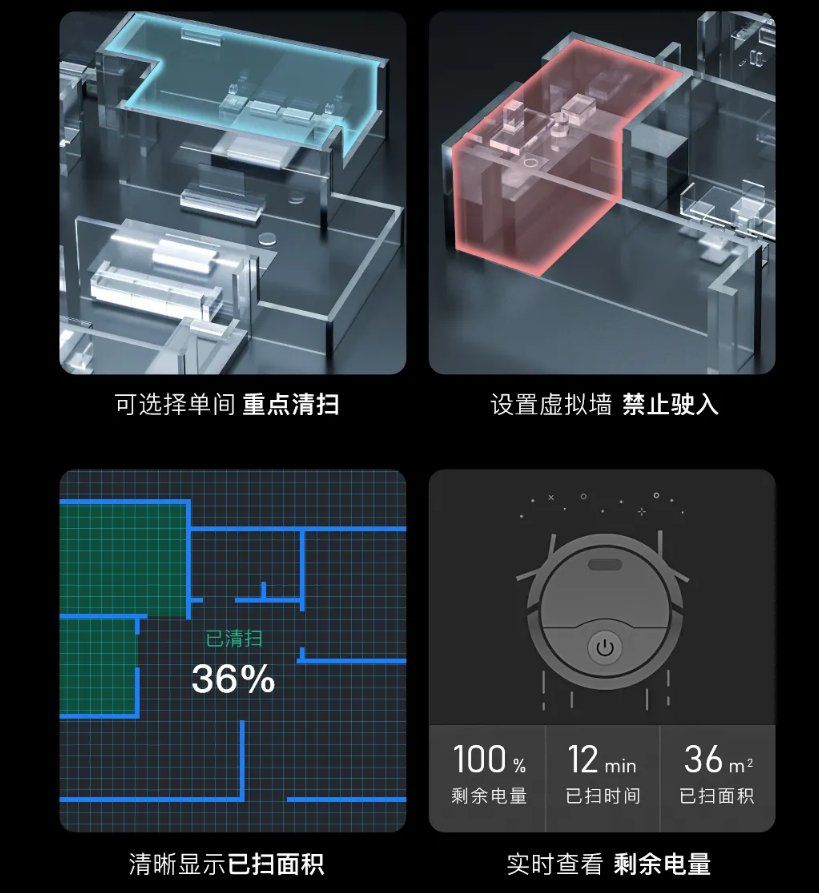 可选择单间 重点清扫
设置虚拟墙 禁止驶入
已清扫
36%
100 %
剩余电量
12 min
已扫时间
36 m²
已扫面积
清晰显示已扫面积
实时查看 剩余电量